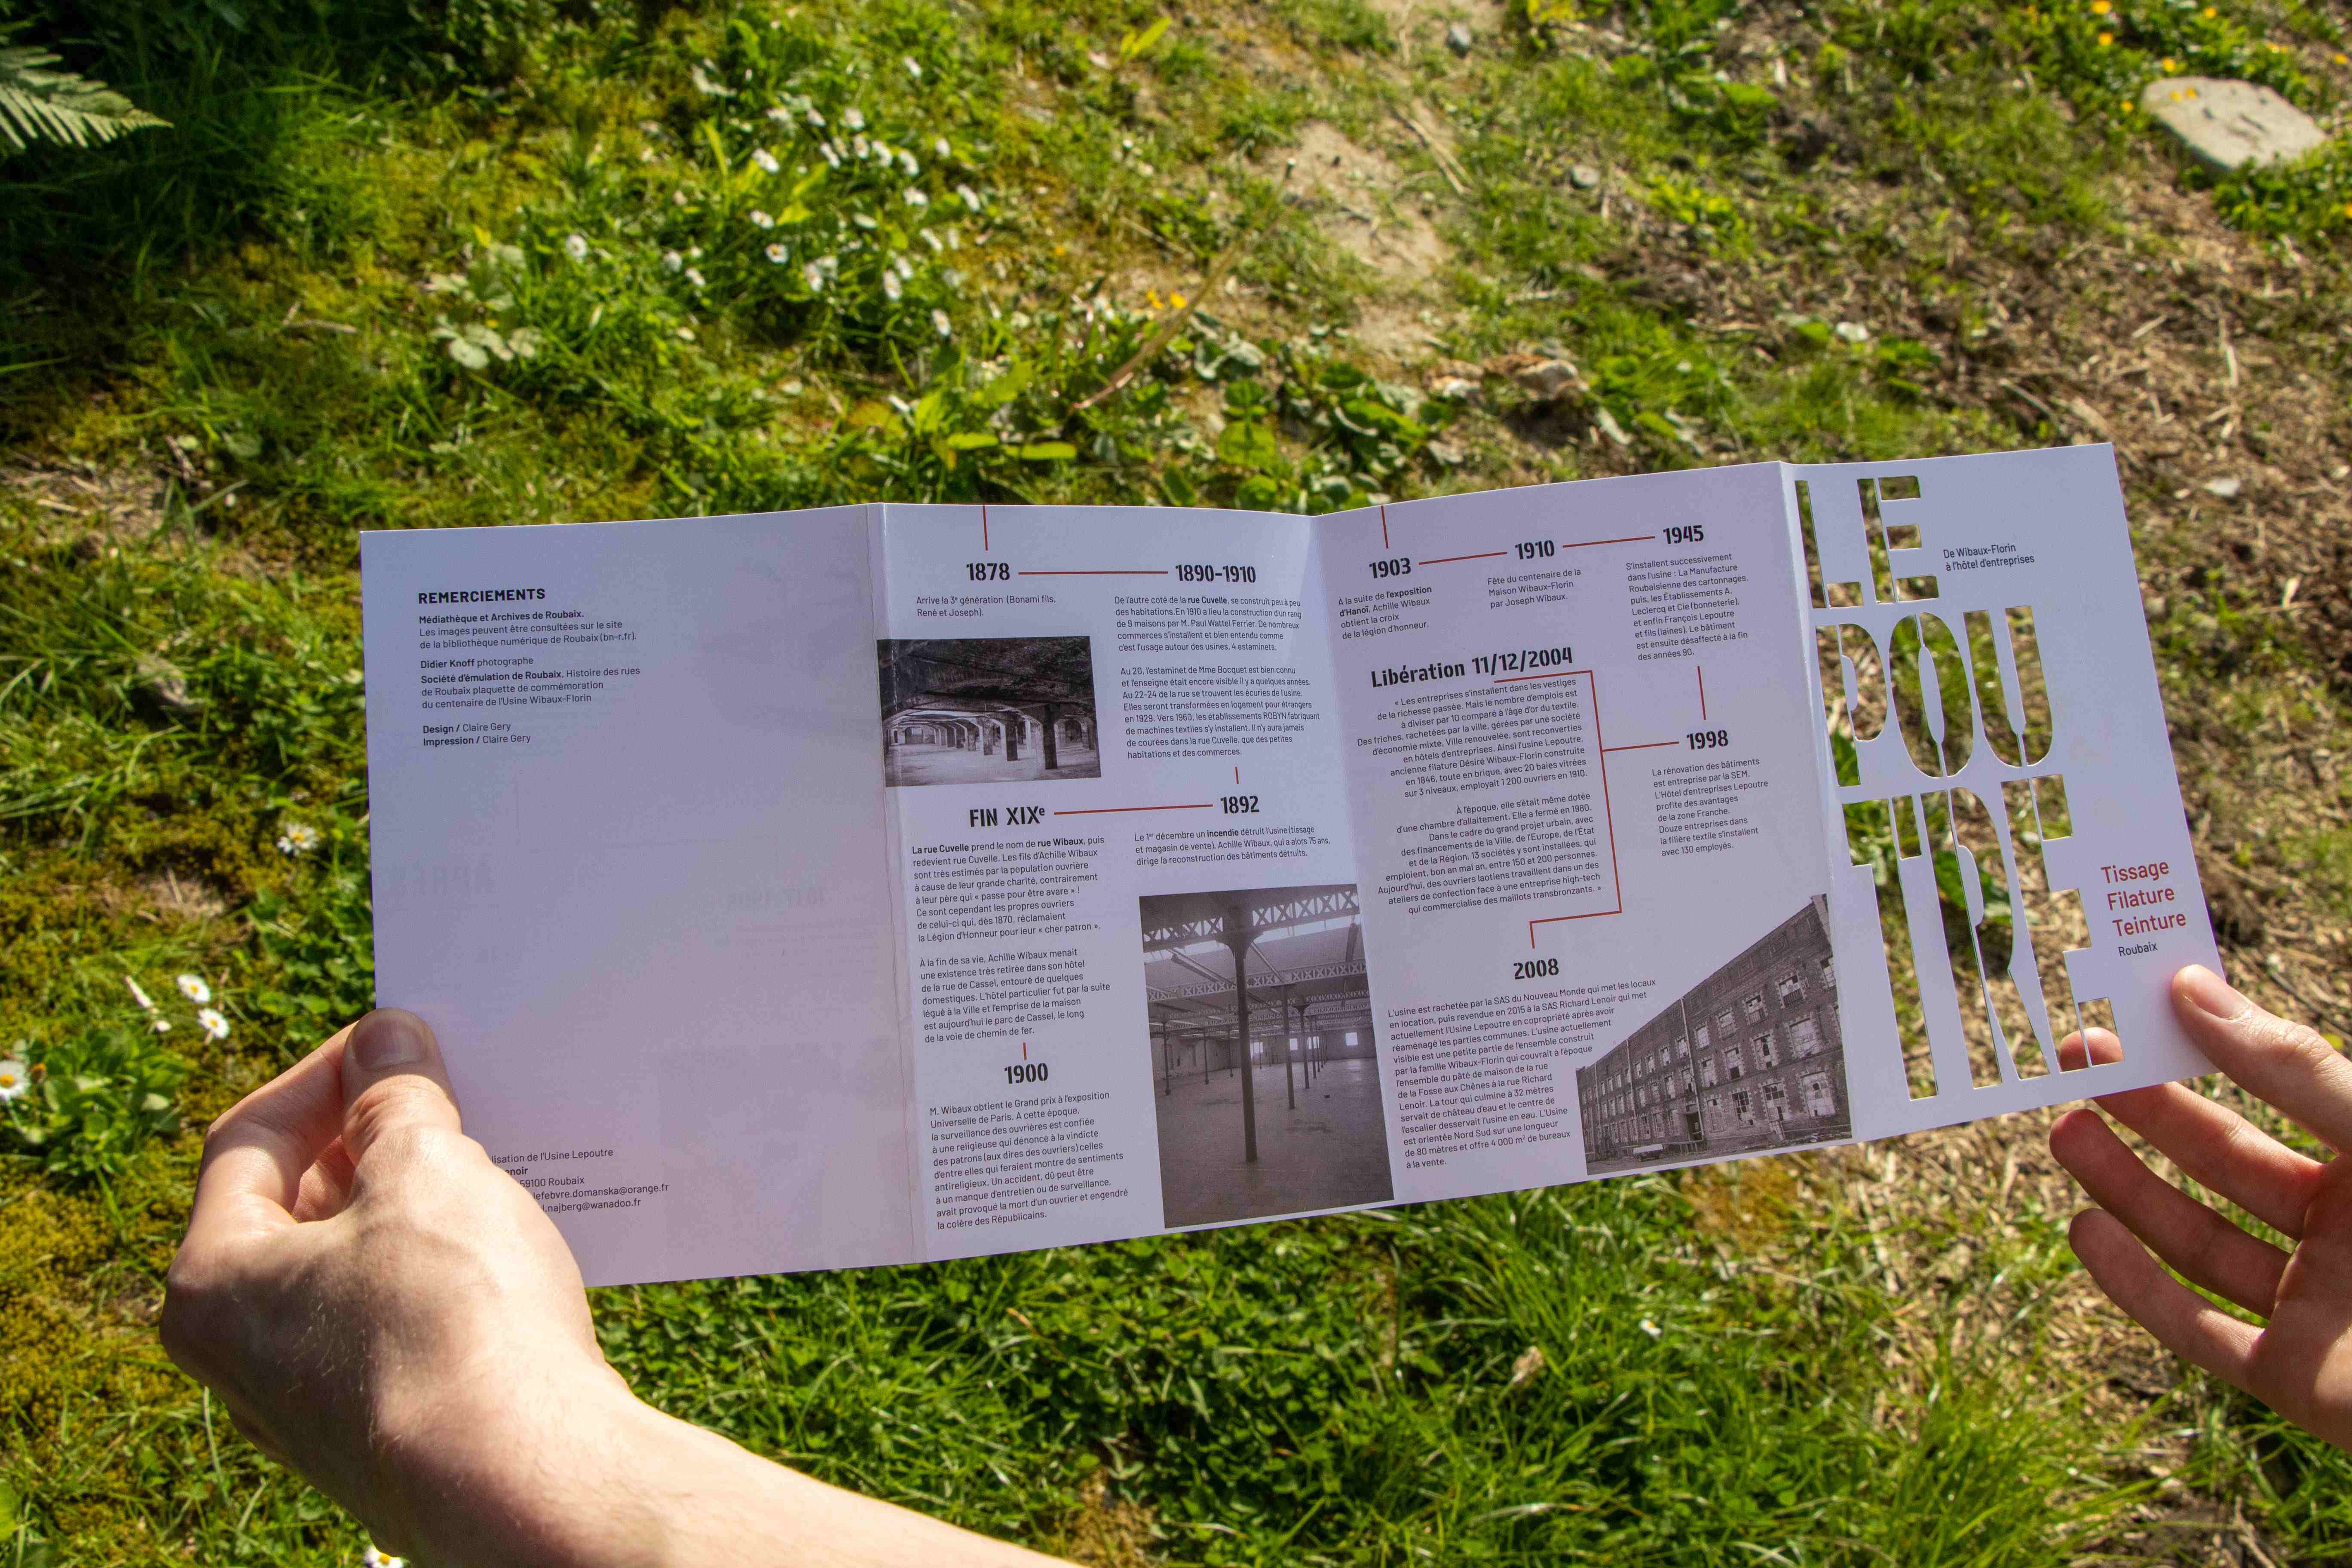 REMERCIEMENTS
Médiathèque et Archives de Roubaix.
Les images peuvent être consultées sur le site
de la bibliothèque numérique de Roubaix (bn-r.fr).
Didier Knoff photographe
Société d'émulation de Roubaix, Histoire des rues
de Roubaix plaquette de commémoration
du centenaire de l'Usine Wibaux-Florin
Design / Claire Gery
Impression / Claire Gery
lisation de l'Usine Lepoutre
enoir
59100 Roubaix
lefebvre.domanska@orange.fr
l.najberg@wanadoo.fr
1878
Arrive la 3e génération (Bonami fils,
René et Joseph).
1890-1910
De l'autre coté de la rue Cuvelle, se construit peu à peu
des habitations. En 1910 a lieu la construction d'un rang
de 9 maisons par M. Paul Wattel Ferrier. De nombreux
commerces s'installent et bien entendu comme
c'est l'usage autour des usines, 4 estaminets.
Au 20, l'estaminet de Mme Bocquet est bien connu
et l'enseigne était encore visible il y a quelques années.
Au 22-24 de la rue se trouvent les écuries de l'usine.
Elles seront transformées en logement pour étrangers
en 1929. Vers 1960, les établissements ROBYN fabriquant
de machines textiles s'y installent. Il n'y aura jamais
de courées dans la rue Cuvelle, que des petites
habitations et des commerces.
FIN XIXe
La rue Cuvelle prend le nom de rue Wibaux, puis
redevient rue Cuvelle. Les fils d'Achille Wibaux
sont très estimés par la population ouvrière
à cause de leur grande charité, contrairement
à leur père qui « passe pour être avare » !
Ce sont cependant les propres ouvriers
de celui-ci qui, dès 1870, réclamaient
la Légion d'Honneur pour leur « cher patron ».
À la fin de sa vie, Achille Wibaux menait
une existence très retirée dans son hôtel
de la rue de Cassel, entouré de quelques
domestiques. L'hôtel particulier fut par la suite
légué à la Ville et l'emprise de la maison
est aujourd'hui le parc de Cassel, le long
de la voie de chemin de fer.
1892
Le 1er décembre un incendie détruit l'usine (tissage
et magasin de vente). Achille Wibaux, qui a alors 75 ans,
dirige la reconstruction des bâtiments détruits.
1900
M. Wibaux obtient le Grand prix à l'exposition
Universelle de Paris. A cette époque,
la surveillance des ouvrières est confiée
à une religieuse qui dénonce à la vindicte
des patrons (aux dires des ouvriers) celles
d'entre elles qui feraient montre de sentiments
antireligieux. Un accident, dû peut être
à un manque d'entretien ou de surveillance,
avait provoqué la mort d'un ouvrier et engendré
la colère des Républicains.
1903
À la suite de l'exposition
d'Hanoï, Achille Wibaux
obtient la croix
de la légion d'honneur.
1910
Fête du centenaire de la
Maison Wibaux-Florin
par Joseph Wibaux.
1945
S'installent successivement
dans l'usine : La Manufacture
Roubaisienne des cartonnages,
puis, les Établissements A.
Leclercq et Cie (bonneterie),
et enfin François Lepoutre
et fils (laines). Le bâtiment
est ensuite désaffecté à la fin
des années 90.
Libération 11/12/2004
« Les entreprises s'installent dans les vestiges
de la richesse passée. Mais le nombre d'emplois est
à diviser par 10 comparé à l'âge d'or du textile.
Des friches, rachetées par la ville, gérées par une société
d'économie mixte, Ville renouvelée, sont reconverties
en hôtels d'entreprises. Ainsi l'usine Lepoutre,
ancienne filature Désiré Wibaux-Florin construite
en 1846, toute en brique, avec 20 baies vitrées
sur 3 niveaux, employait 1 200 ouvriers en 1910.
À l'époque, elle s'était même dotée
d'une chambre d'allaitement. Elle a fermé en 1980.
Dans le cadre du grand projet urbain, avec
des financements de la Ville, de l'Europe, de l'État
et de la Région, 13 sociétés y sont installées, qui
emploient, bon an mal an, entre 150 et 200 personnes.
Aujourd'hui, des ouvriers laotiens travaillent dans un des
ateliers de confection face à une entreprise high-tech
qui commercialise des maillots transbronzants. »
1998
La rénovation des bâtiments
est entreprise par la SEM.
L'Hôtel d'entreprises Lepoutre
profite des avantages
de la zone Franche.
Douze entreprises dans
la filière textile s'installent
avec 130 employés.
2008
L'usine est rachetée par la SAS du Nouveau Monde qui met les locaux
en location, puis revendue en 2015 à la SAS Richard Lenoir qui met
actuellement l'Usine Lepoutre en copropriété après avoir
réaménagé les parties communes. L'usine actuellement
visible est une petite partie de l'ensemble construit
par la famille Wibaux-Florin qui couvrait à l'époque
l'ensemble du pâté de maison de la rue
de la Fosse aux Chênes à la rue Richard
Lenoir. La tour qui culmine à 32 mètres
servait de château d'eau et le centre de
l'escalier desservait l'usine en eau. L'Usine
est orientée Nord Sud sur une longueur
de 80 mètres et offre 4 000 m² de bureaux
à la vente.
LE
POU
TRE
De Wibaux-Florin
à l'hôtel d'entreprises
Tissage
Filature
Teinture
Roubaix